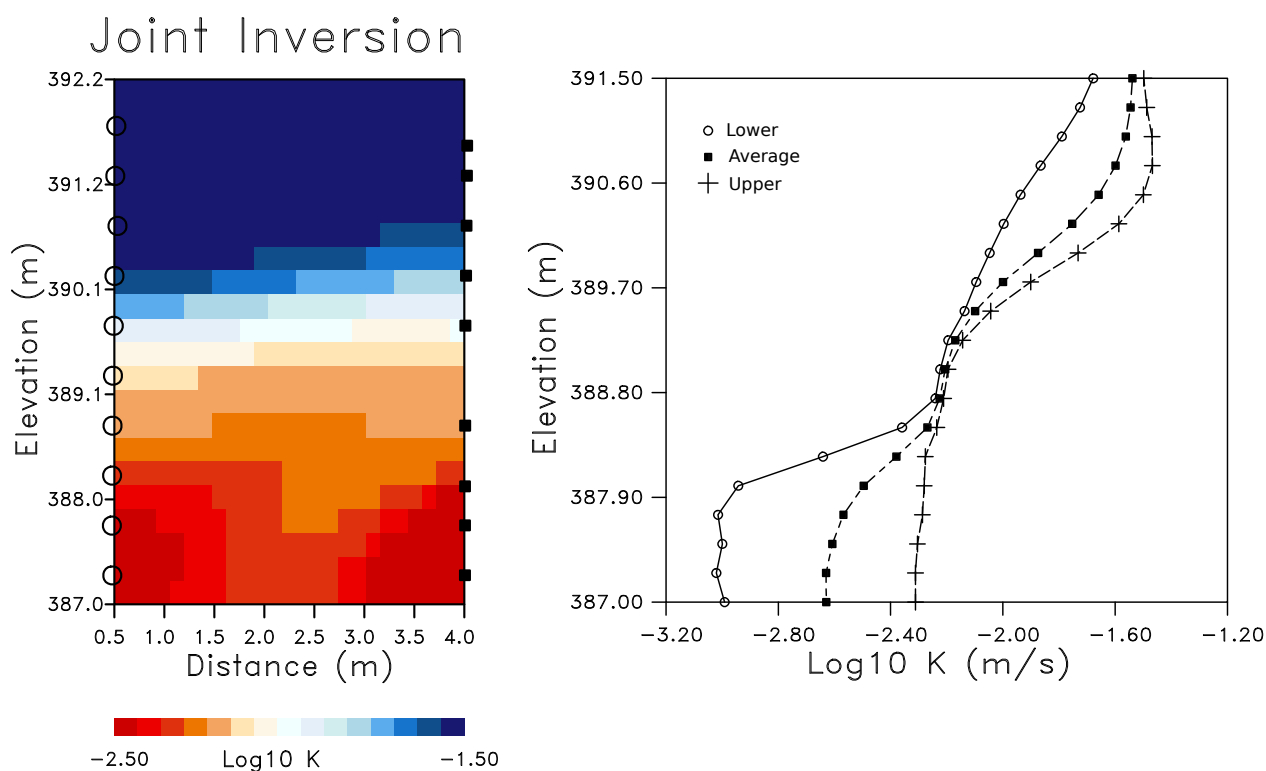 Joint Inversion
392.2
391.2
390.1
389.1
388.0
387.0
Elevation (m)
0.5 1.0 1.5 2.0 2.5 3.0 3.5 4.0
Distance (m)
-2.50 Log10 K -1.50
391.50
390.60
389.70
388.80
387.90
387.00
Elevation (m)
Lower
Average
Upper
-3.20 -2.80 -2.40 -2.00 -1.60 -1.20
Log10 K (m/s)